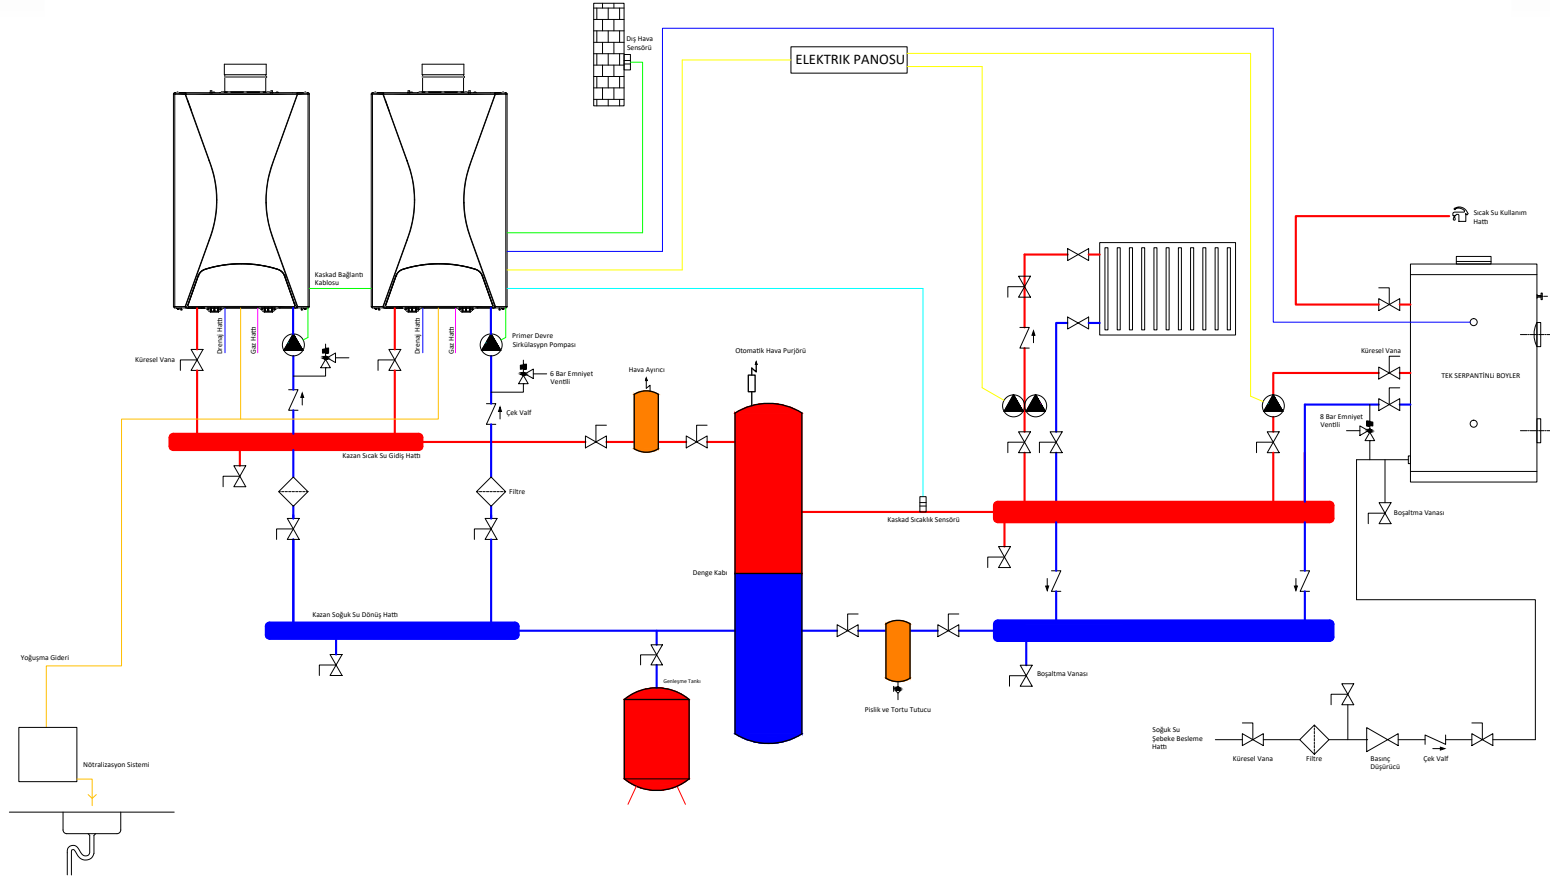 Dış Hava
Sensörü
ELEKTRIK PANOSU
Sıcak Su Kullanım
Hattı
Kaskad Bağlantı
Kablosu
Drenaj Hattı
Gaz Hattı
Drenaj Hattı
Gaz Hattı
Primer Devre
Sirkülasypn Pompası
Küresel Vana
Otomatik Hava Purjörü
Küresel Vana
Hava Ayırıcı
6 Bar Emniyet
Ventili
TEK SERPANTİNLİ BOYLER
Çek Valf
8 Bar Emniyet
Ventili
Kazan Sıcak Su Gidiş Hattı
Filtre
Kaskad Sıcaklık Sensörü
Boşaltma Vanası
Denge Kabı
Kazan Soğuk Su Dönüş Hattı
Yoğuşma Gideri
Genleşme Tankı
Boşaltma Vanası
Pislik ve Tortu Tutucu
Soğuk Su
Şebeke Besleme
Hattı
Küresel Vana
Filtre
Basınç
Düşürücü
Çek Valf
Nötralizasyon Sistemi